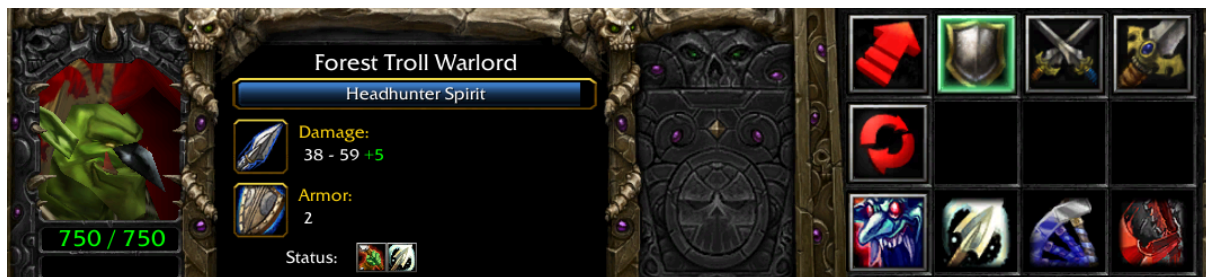 Forest Troll Warlord
Headhunter Spirit
Damage:
38 - 59 +5
Armor:
2
750 / 750
Status: